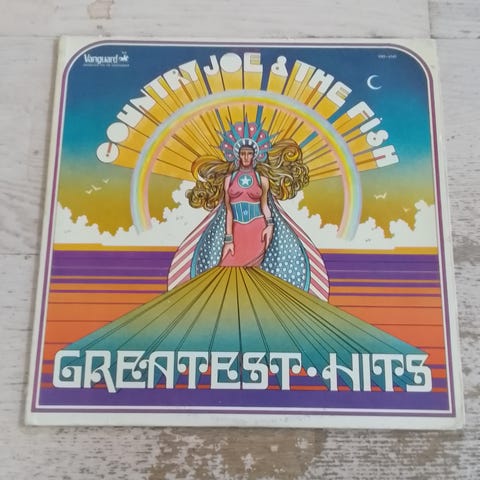 Vanguard
COUNTRY JOE & THE FISH
GREATEST·HITS